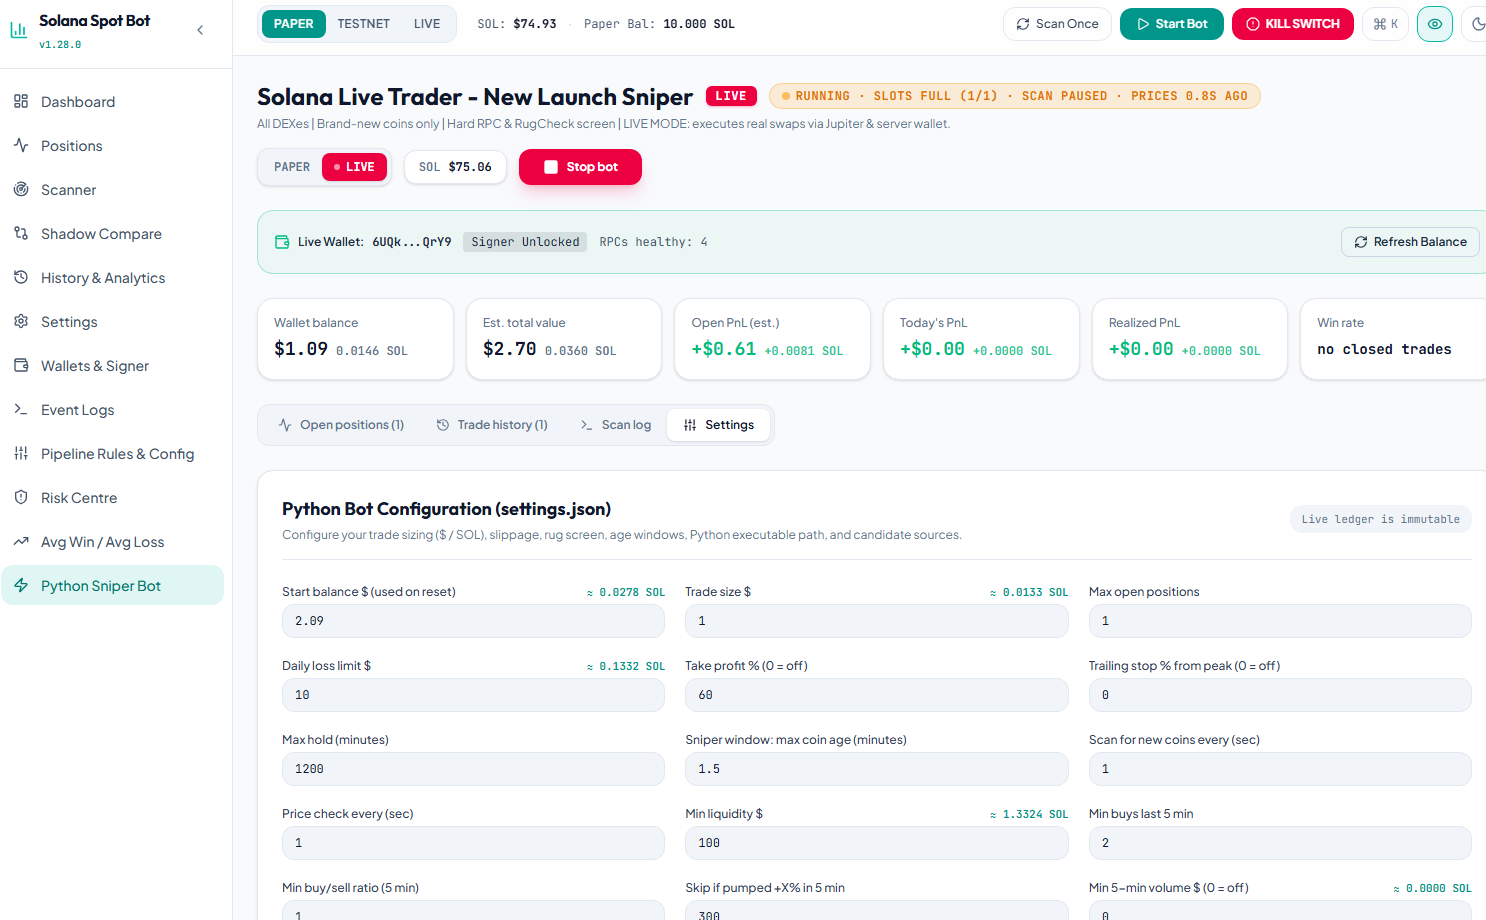 Solana Spot Bot
v1.28.0
PAPER TESTNET LIVE SOL: $74.93 · Paper Bal: 10.000 SOL
Scan Once Start Bot KILL SWITCH ⌘ K
Dashboard
Positions
Scanner
Shadow Compare
History & Analytics
Settings
Wallets & Signer
Event Logs
Pipeline Rules & Config
Risk Centre
Avg Win / Avg Loss
Python Sniper Bot
Solana Live Trader - New Launch Sniper LIVE RUNNING · SLOTS FULL (1/1) · SCAN PAUSED · PRICES 0.8S AGO
All DEXes | Brand-new coins only | Hard RPC & RugCheck screen | LIVE MODE: executes real swaps via Jupiter & server wallet.
PAPER LIVE SOL $75.06 Stop bot
Live Wallet: 6UQk...QrY9 Signer Unlocked RPCs healthy: 4 Refresh Balance
Wallet balance
$1.09 0.0146 SOL
Est. total value
$2.70 0.0360 SOL
Open PnL (est.)
+$0.61 +0.0081 SOL
Today's PnL
+$0.00 +0.0000 SOL
Realized PnL
+$0.00 +0.0000 SOL
Win rate
no closed trades
Open positions (1) Trade history (1) Scan log Settings
Python Bot Configuration (settings.json)
Configure your trade sizing ($ / SOL), slippage, rug screen, age windows, Python executable path, and candidate sources.
Live ledger is immutable
Start balance $ (used on reset) ≈ 0.0278 SOL
2.09
Trade size $ ≈ 0.0133 SOL
1
Max open positions
1
Daily loss limit $ ≈ 0.1332 SOL
10
Take profit % (0 = off)
60
Trailing stop % from peak (0 = off)
0
Max hold (minutes)
1200
Sniper window: max coin age (minutes)
1.5
Scan for new coins every (sec)
1
Price check every (sec)
1
Min liquidity $ ≈ 1.3324 SOL
100
Min buys last 5 min
2
Min buy/sell ratio (5 min)
1
Skip if pumped +X% in 5 min
300
Min 5-min volume $ (0 = off) ≈ 0.0000 SOL
0